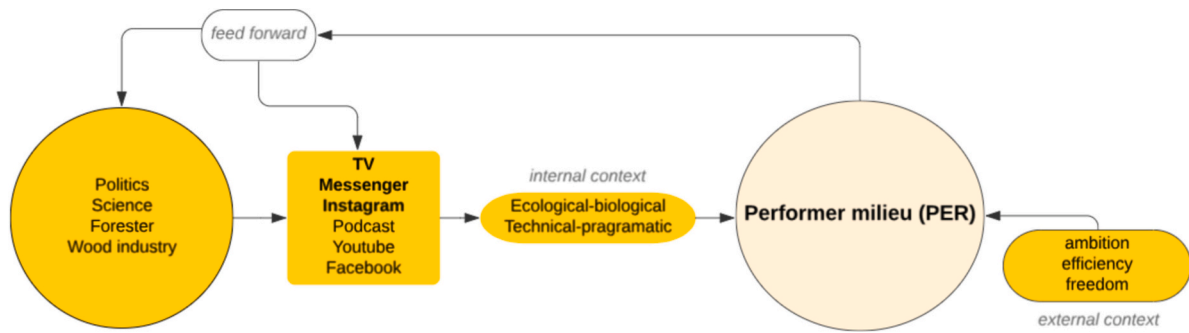 feed forward
Politics
Science
Forester
Wood industry
TV
Messenger
Instagram
Podcast
Youtube
Facebook
internal context
Ecological-biological
Technical-pragramatic
Performer milieu (PER)
ambition
efficiency
freedom
external context